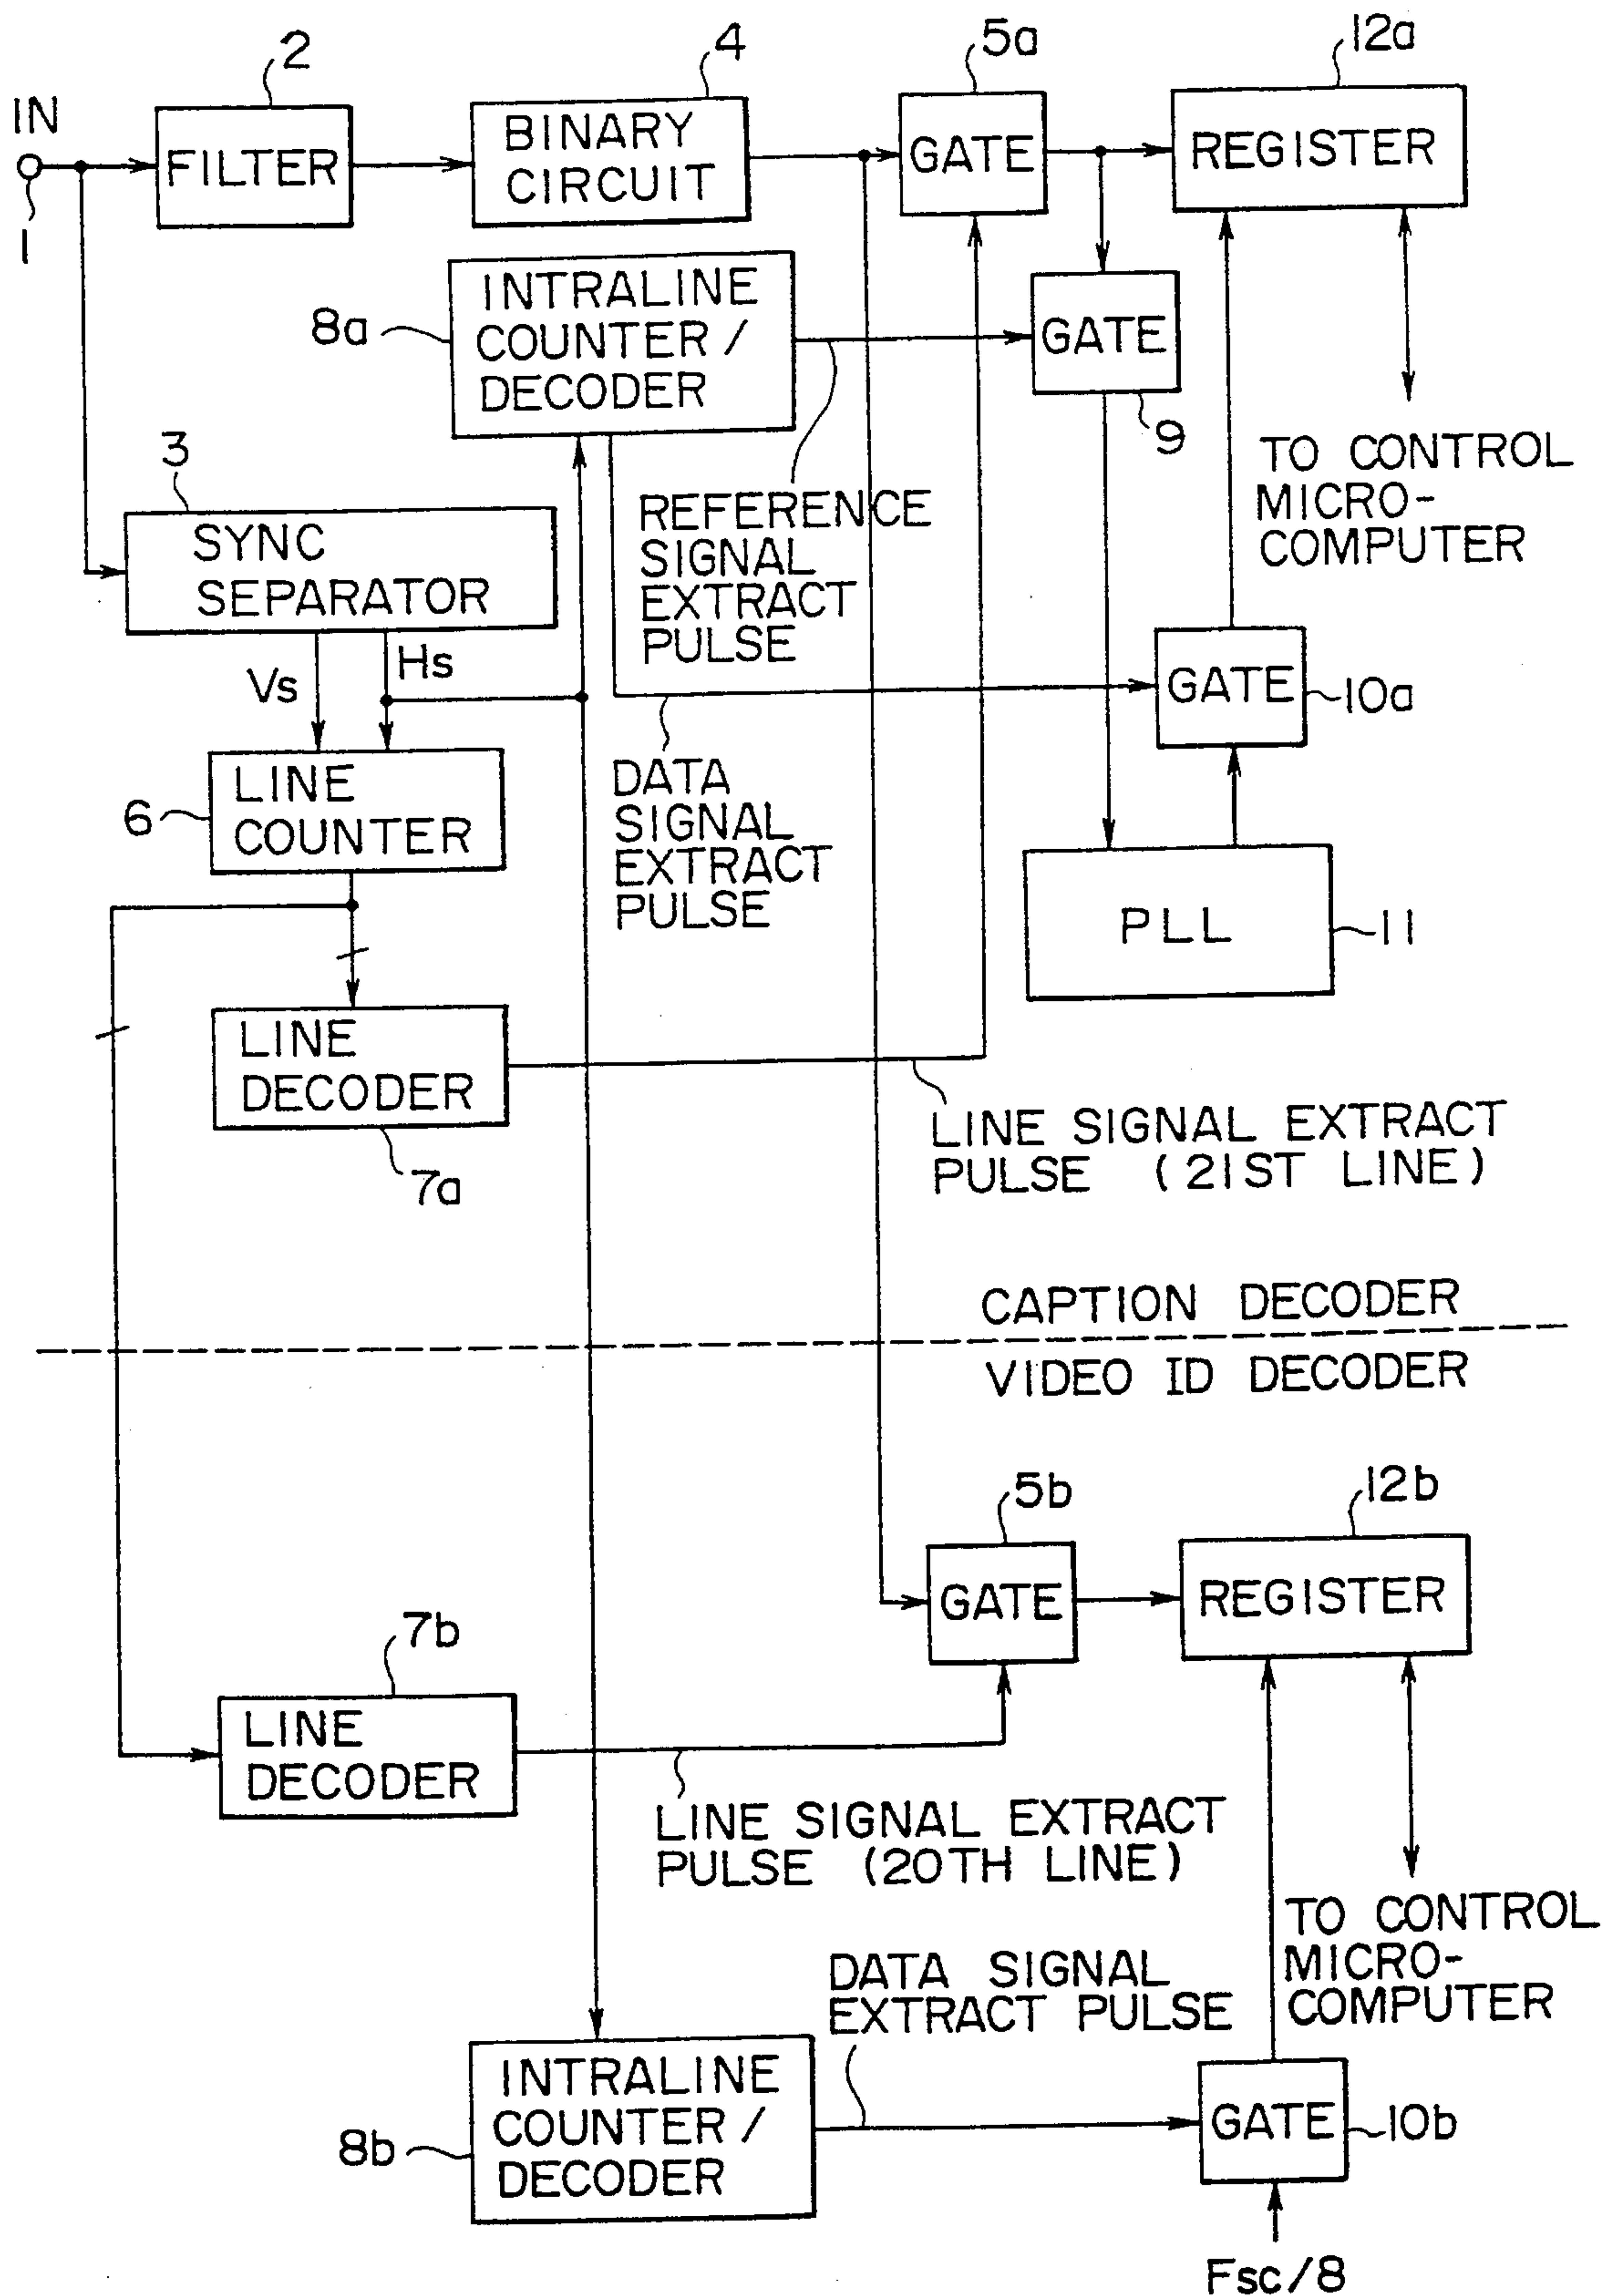 IN
1
2
FILTER
4
BINARY
CIRCUIT
5a
GATE
12a
REGISTER
8a
INTRALINE
COUNTER /
DECODER
GATE
9
TO CONTROL
MICRO-
COMPUTER
3
SYNC
SEPARATOR
REFERENCE
SIGNAL
EXTRACT
PULSE
Vs
Hs
GATE
10a
6
LINE
COUNTER
DATA
SIGNAL
EXTRACT
PULSE
PLL
11
LINE
DECODER
7a
LINE SIGNAL EXTRACT
PULSE (21ST LINE)
CAPTION DECODER
VIDEO ID DECODER
5b
GATE
12b
REGISTER
7b
LINE
DECODER
LINE SIGNAL EXTRACT
PULSE (20TH LINE)
TO CONTROL
MICRO-
COMPUTER
DATA SIGNAL
EXTRACT PULSE
8b
INTRALINE
COUNTER /
DECODER
GATE
10b
Fsc/8